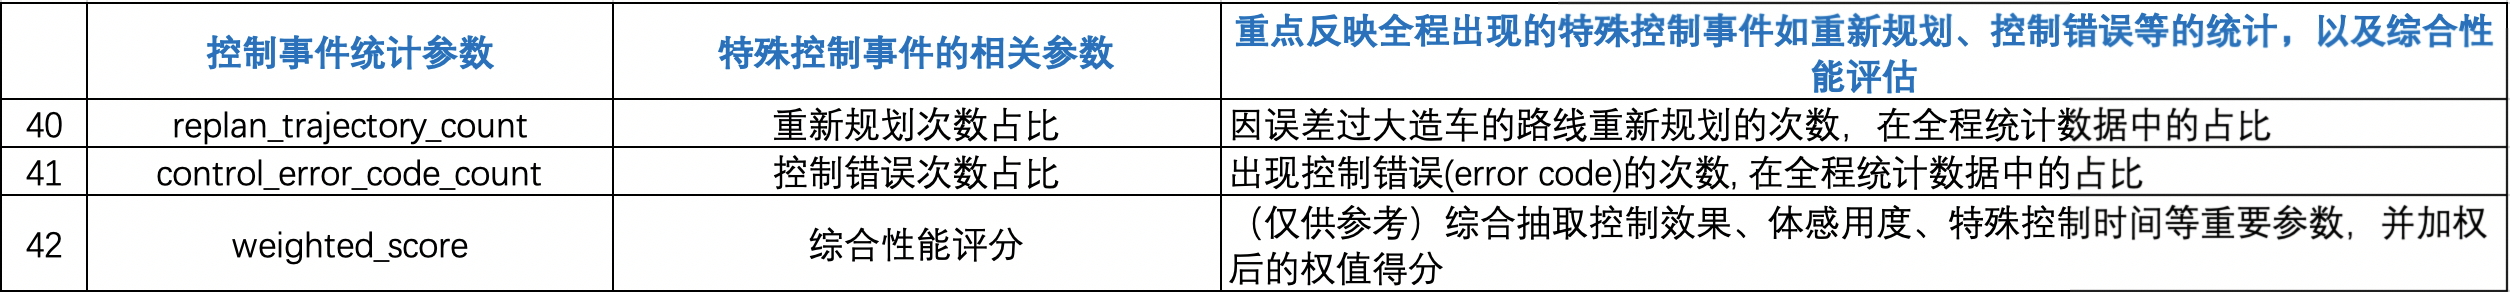 控制事件统计参数
特殊控制事件的相关参数
重点反映全程出现的特殊控制事件如重新规划、控制错误等的统计，以及综合性
能评估
40
replan_trajectory_count
重新规划次数占比
因误差过大造车的路线重新规划的次数，在全程统计数据中的占比
41
control_error_code_count
控制错误次数占比
出现控制错误(error code)的次数, 在全程统计数据中的占比
42
weighted_score
综合性能评分
（仅供参考）综合抽取控制效果、体感用度、特殊控制时间等重要参数，并加权
后的权值得分